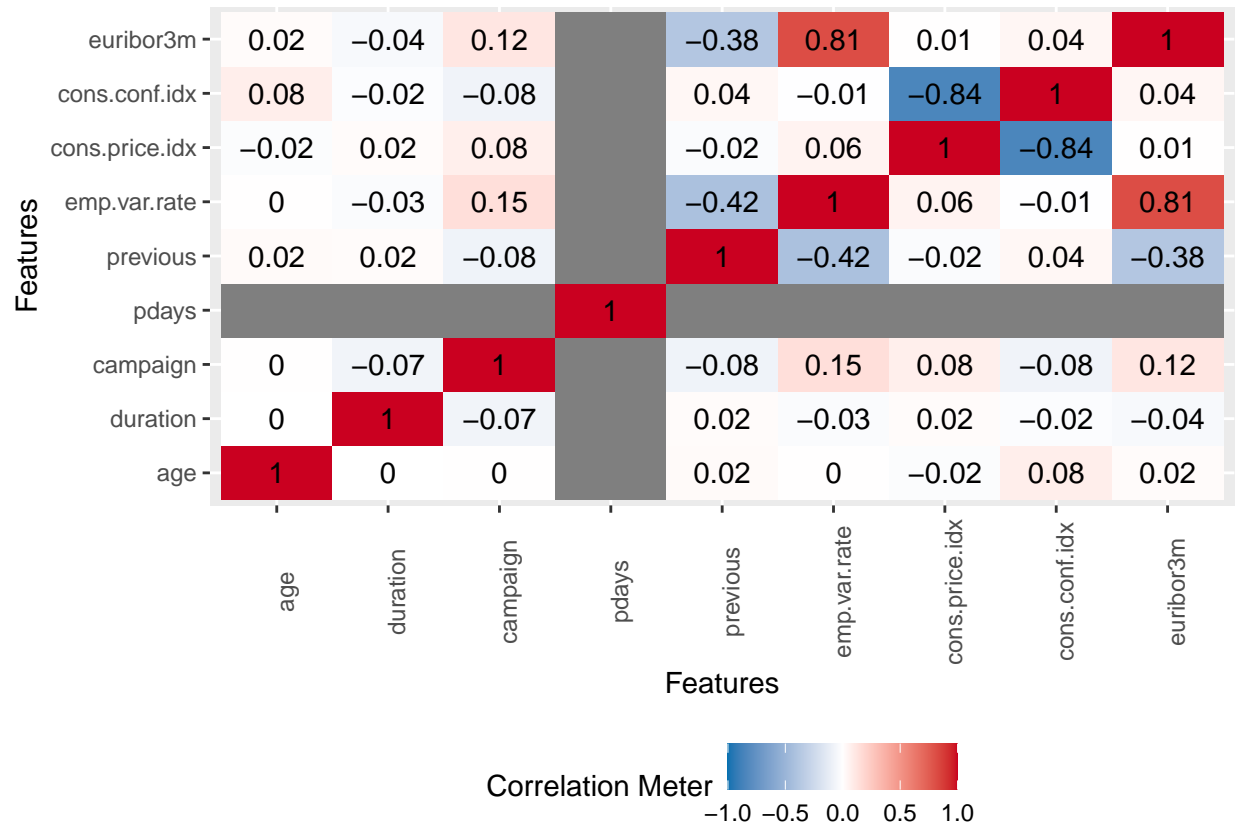 euribor3m 0.02 −0.04 0.12 −0.38 0.81 0.01 0.04 1
cons.conf.idx 0.08 −0.02 −0.08 0.04 −0.01 −0.84 1 0.04
cons.price.idx −0.02 0.02 0.08 −0.02 0.06 1 −0.84 0.01
emp.var.rate 0 −0.03 0.15 −0.42 1 0.06 −0.01 0.81
previous 0.02 0.02 −0.08 1 −0.42 −0.02 0.04 −0.38
pdays 1
campaign 0 −0.07 1 −0.08 0.15 0.08 −0.08 0.12
duration 0 1 −0.07 0.02 −0.03 0.02 −0.02 −0.04
age 1 0 0 0.02 0 −0.02 0.08 0.02
Features
age duration campaign pdays previous emp.var.rate cons.price.idx cons.conf.idx euribor3m
Features
Correlation Meter
−1.0 −0.5 0.0 0.5 1.0